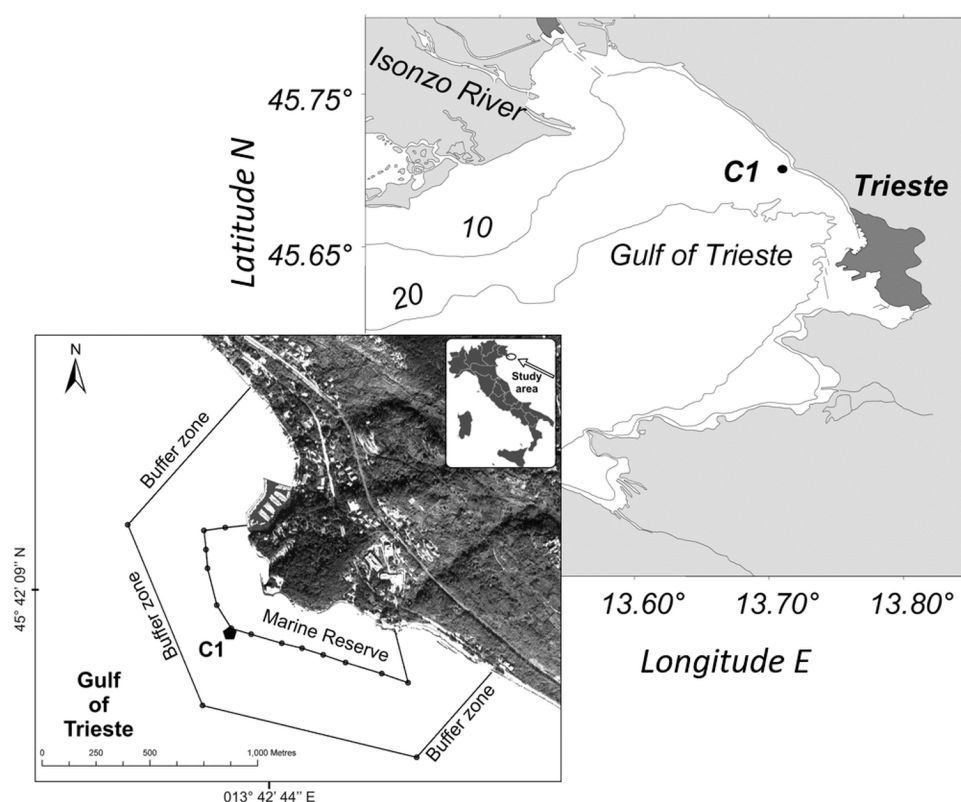 Isonzo River
45.75°
Latitude N
C1
Trieste
10
45.65°
Gulf of Trieste
20
N
Study
area
Buffer zone
13.60°
13.70°
13.80°
45° 42' 09'' N
Buffer zone
Marine Reserve
C1
Longitude E
Gulf
of
Trieste
Buffer zone
0
250
500
1,000 Metres
013° 42' 44'' E